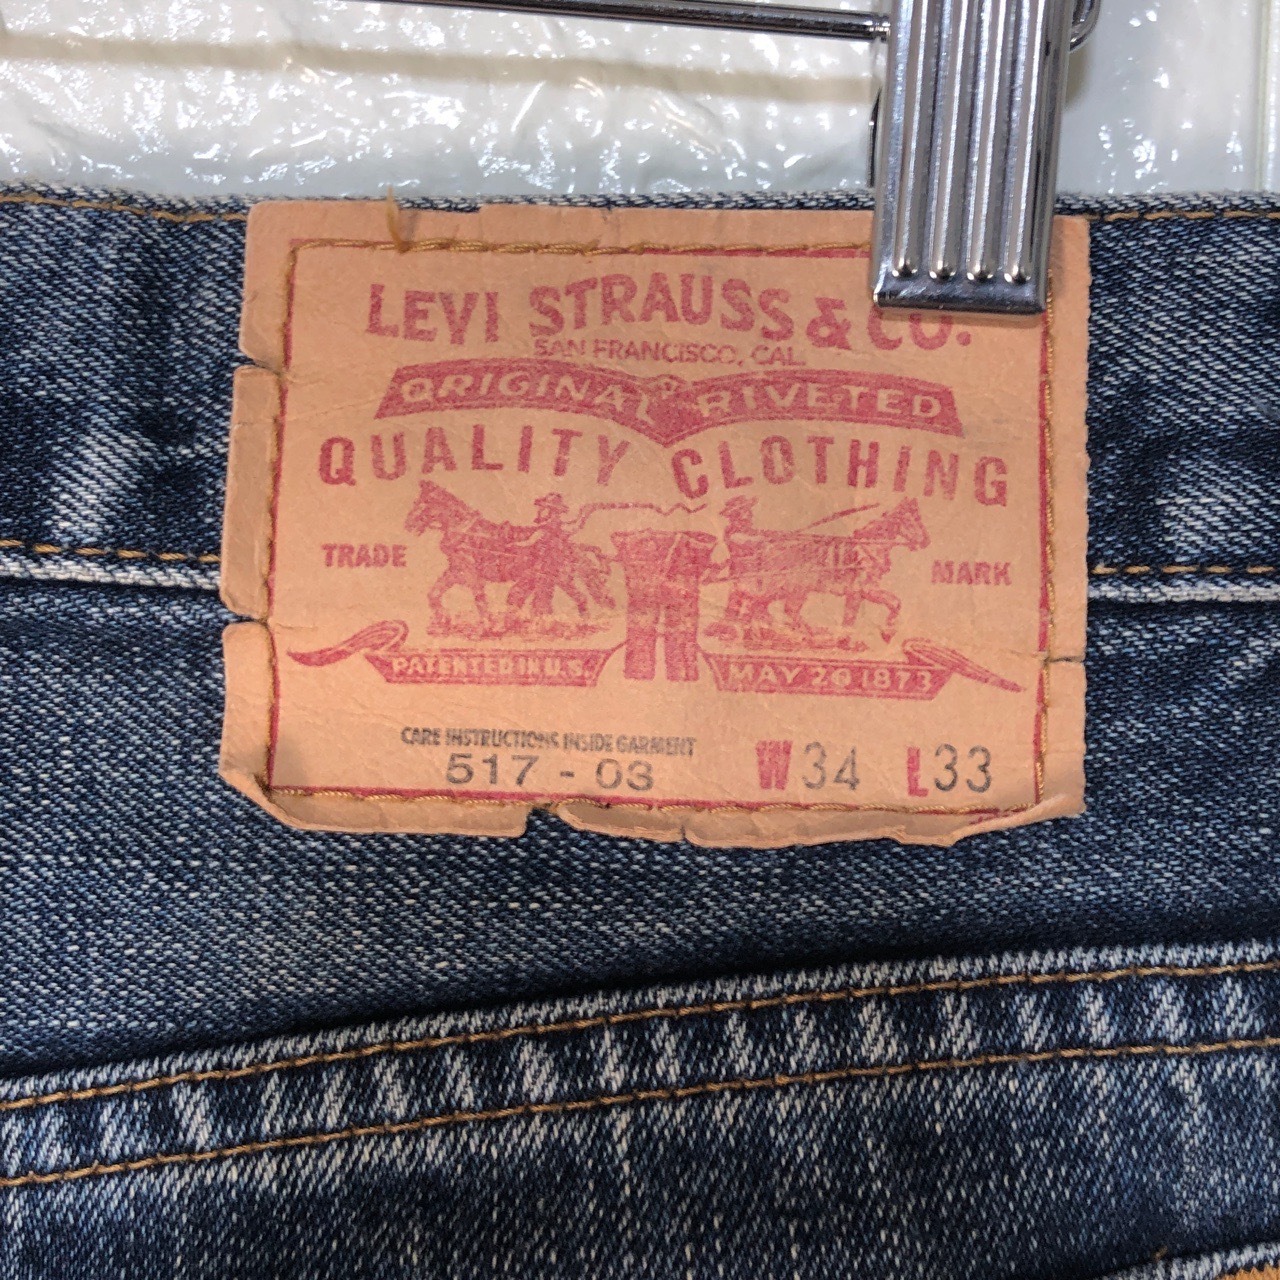 LEVI STRAUSS & CO.
SAN FRANCISCO, CAL.
ORIGINAL RIVETED
QUALITY CLOTHING
TRADE MARK
PATENTED IN U.S. MAY 20 1873
CARE INSTRUCTIONS INSIDE GARMENT
517 - 03 W34 L33